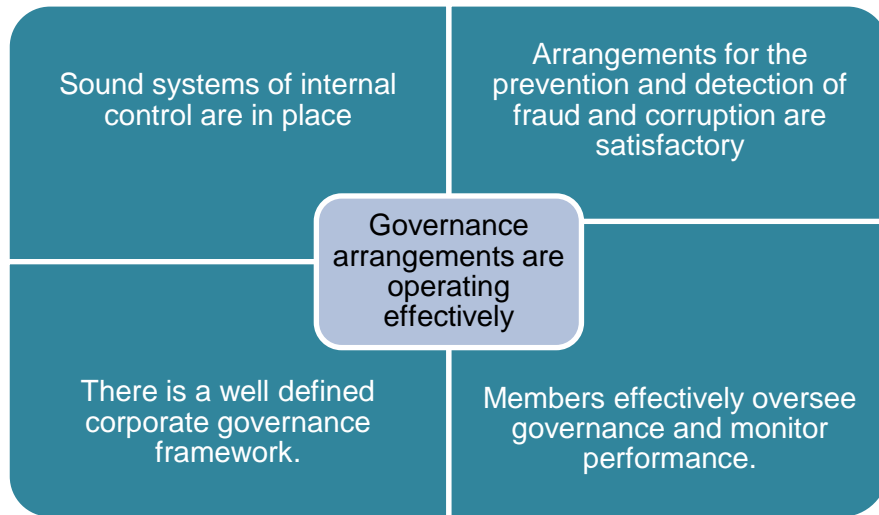 Sound systems of internal
control are in place
Arrangements for the
prevention and detection of
fraud and corruption are
satisfactory
Governance
arrangements are
operating
effectively
There is a well defined
corporate governance
framework.
Members effectively oversee
governance and monitor
performance.